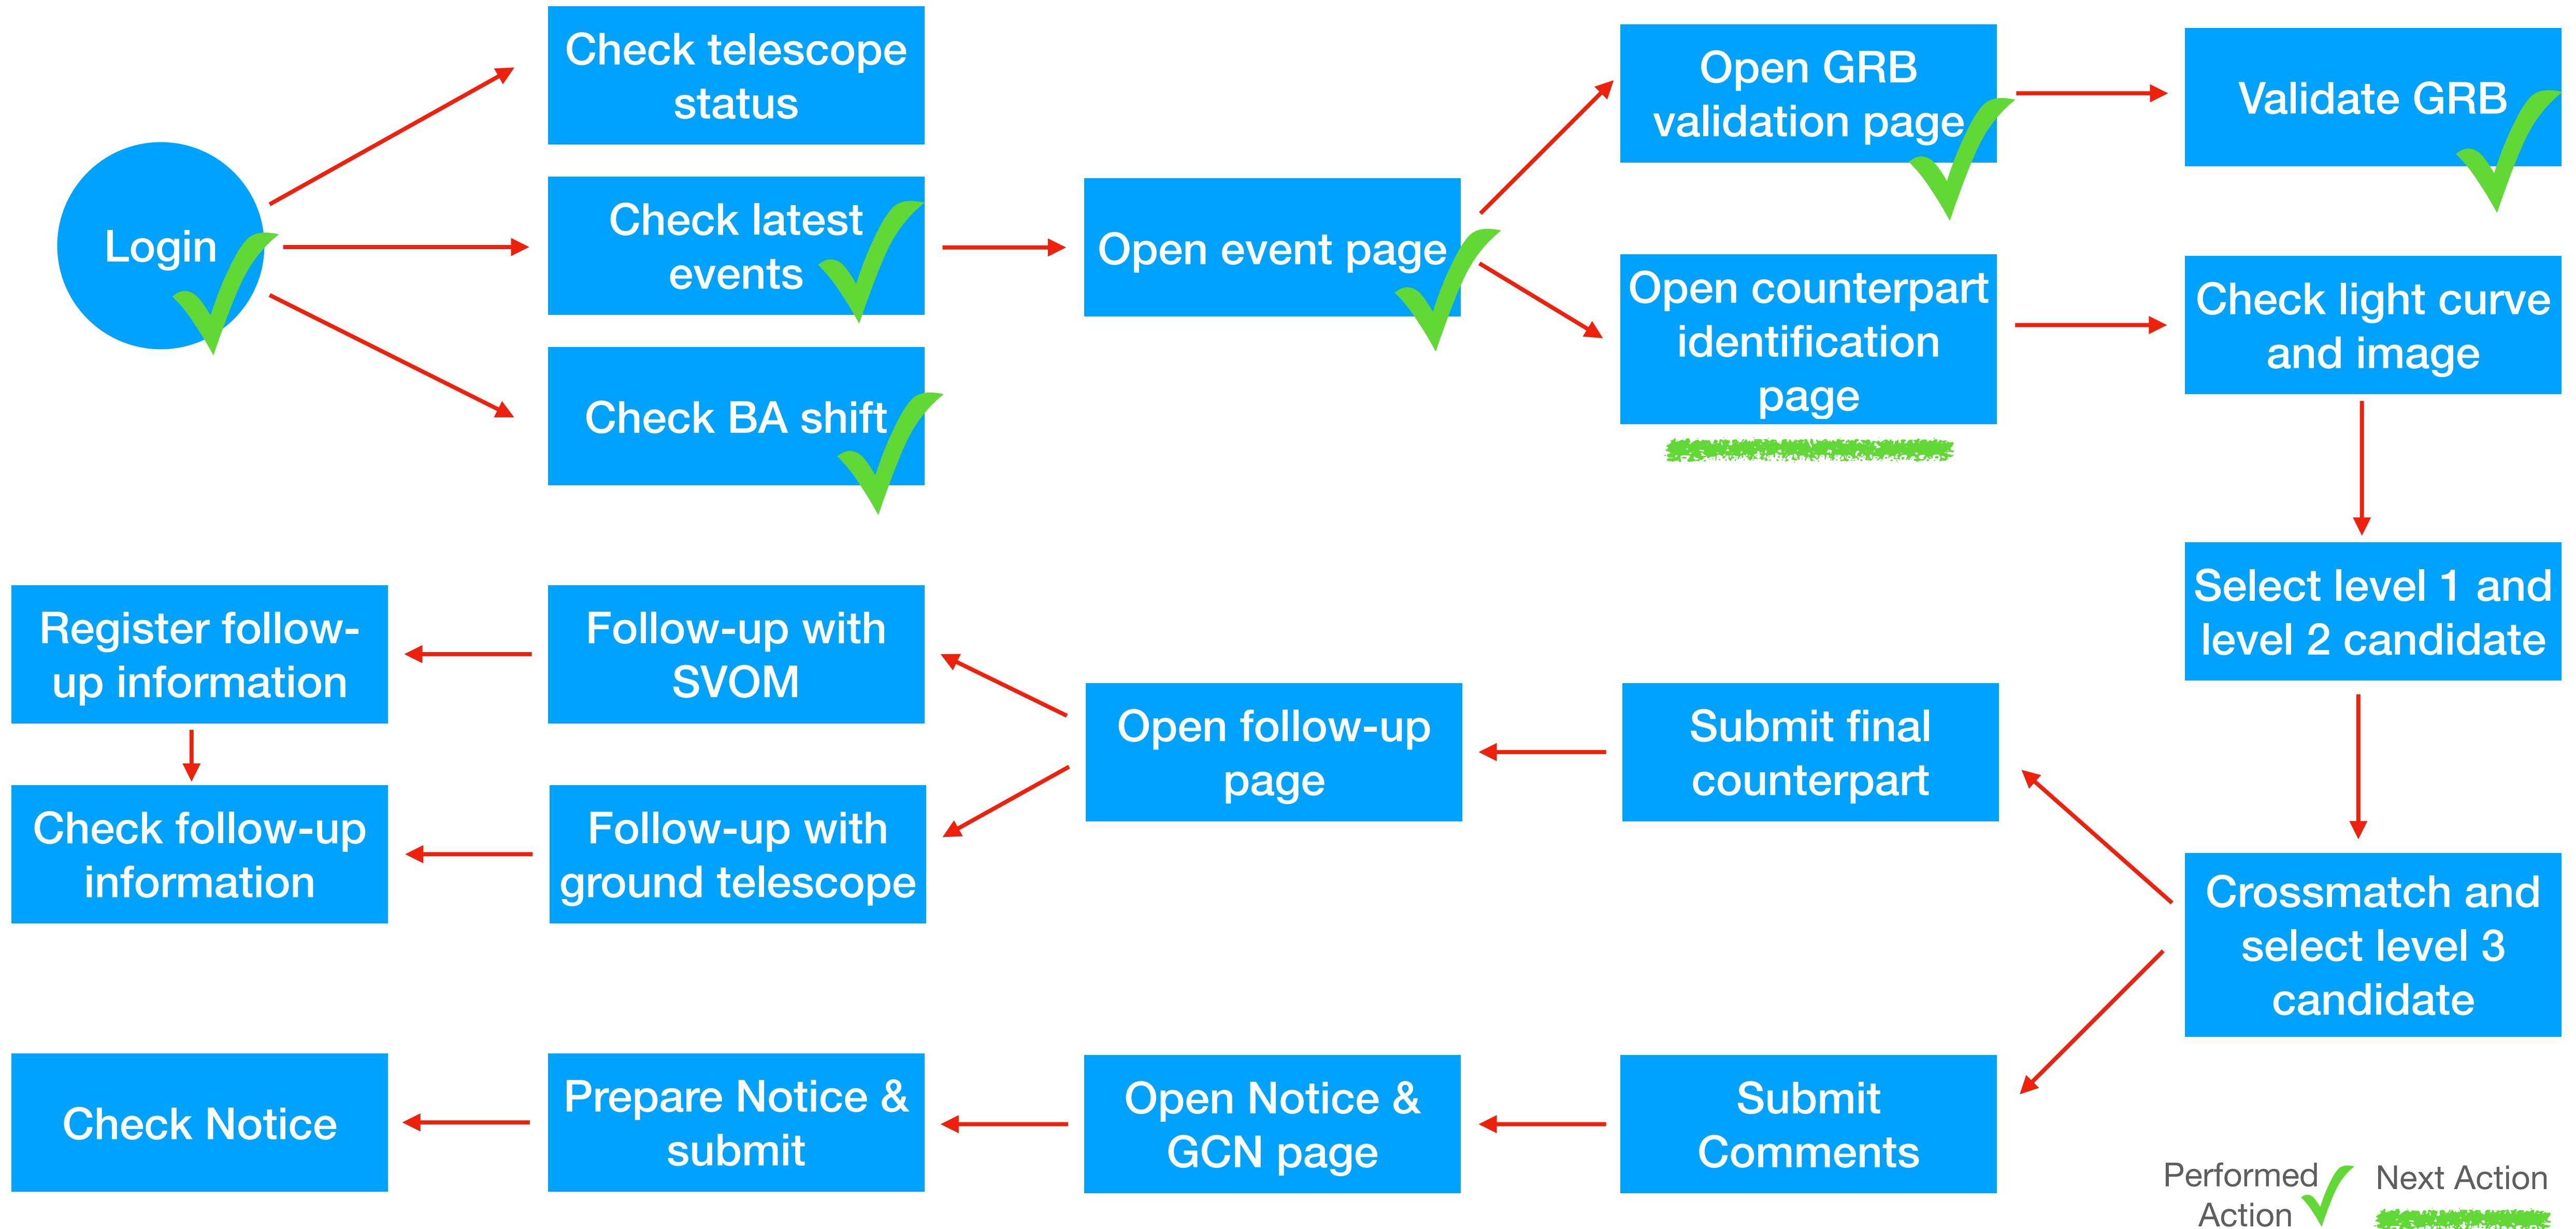 Check telescope
status
Open GRB
validation page
Validate GRB
Login
Check latest
events
Open event page
Open counterpart
identification
page
Check light curve
and image
Check BA shift
Select level 1 and
level 2 candidate
Register follow-
up information
Follow-up with
SVOM
Open follow-up
page
Submit final
counterpart
Check follow-up
information
Follow-up with
ground telescope
Crossmatch and
select level 3
candidate
Check Notice
Prepare Notice &
submit
Open Notice &
GCN page
Submit
Comments
Performed
Action
Next Action